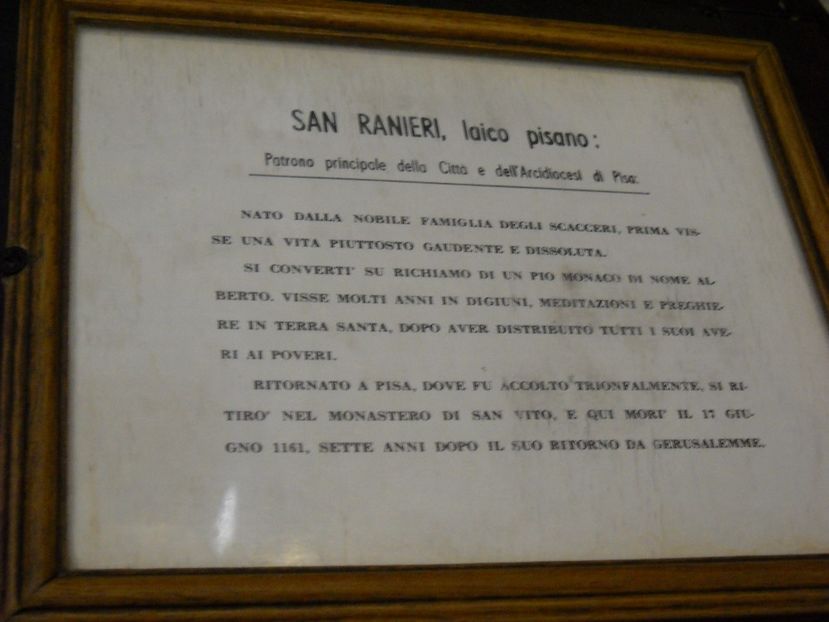 SAN RANIERI, laico pisano:
Patrono principale della Città e dell'Arcidiocesi di Pisa:
NATO DALLA NOBILE FAMIGLIA DEGLI SCACCERI, PRIMA VIS-
SE UNA VITA PIUTTOSTO GAUDENTE E DISSOLUTA.
SI CONVERTI' SU RICHIAMO DI UN PIO MONACO DI NOME AL-
BERTO. VISSE MOLTI ANNI IN DIGIUNI, MEDITAZIONI E PREGHIE-
RE IN TERRA SANTA, DOPO AVER DISTRIBUITO TUTTI I SUOI AVE-
RI AI POVERI.
RITORNATO A PISA, DOVE FU ACCOLTO TRIONFALMENTE, SI RI-
TIRO' NEL MONASTERO DI SAN VITO, E QUI MORI' IL 17 GIU-
GNO 1161, SETTE ANNI DOPO IL SUO RITORNO DA GERUSALEMME.